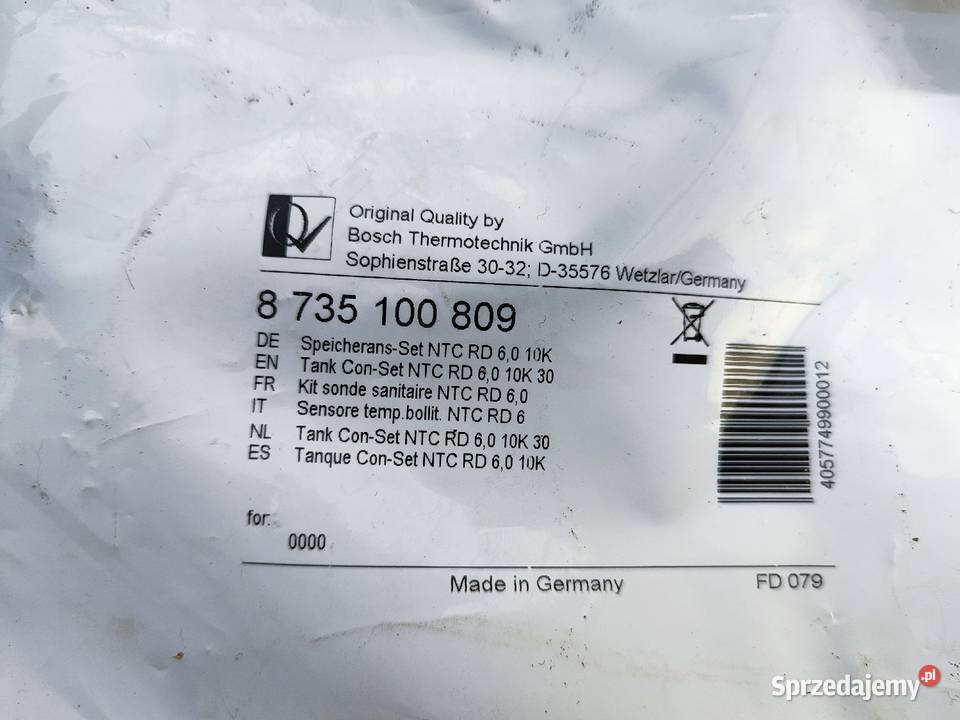 Original Quality by
Bosch Thermotechnik GmbH
Sophienstraße 30-32; D-35576 Wetzlar/Germany
8 735 100 809
DE Speicherans-Set NTC RD 6,0 10K
EN Tank Con-Set NTC RD 6,0 10K 30
FR Kit sonde sanitaire NTC RD 6,0
IT Sensore temp.bollit. NTC RD 6
NL Tank Con-Set NTC RD 6,0 10K 30
ES Tanque Con-Set NTC RD 6,0 10K
4057749900012
for:
0000
Made in Germany FD 079
Sprzedajemy.pl